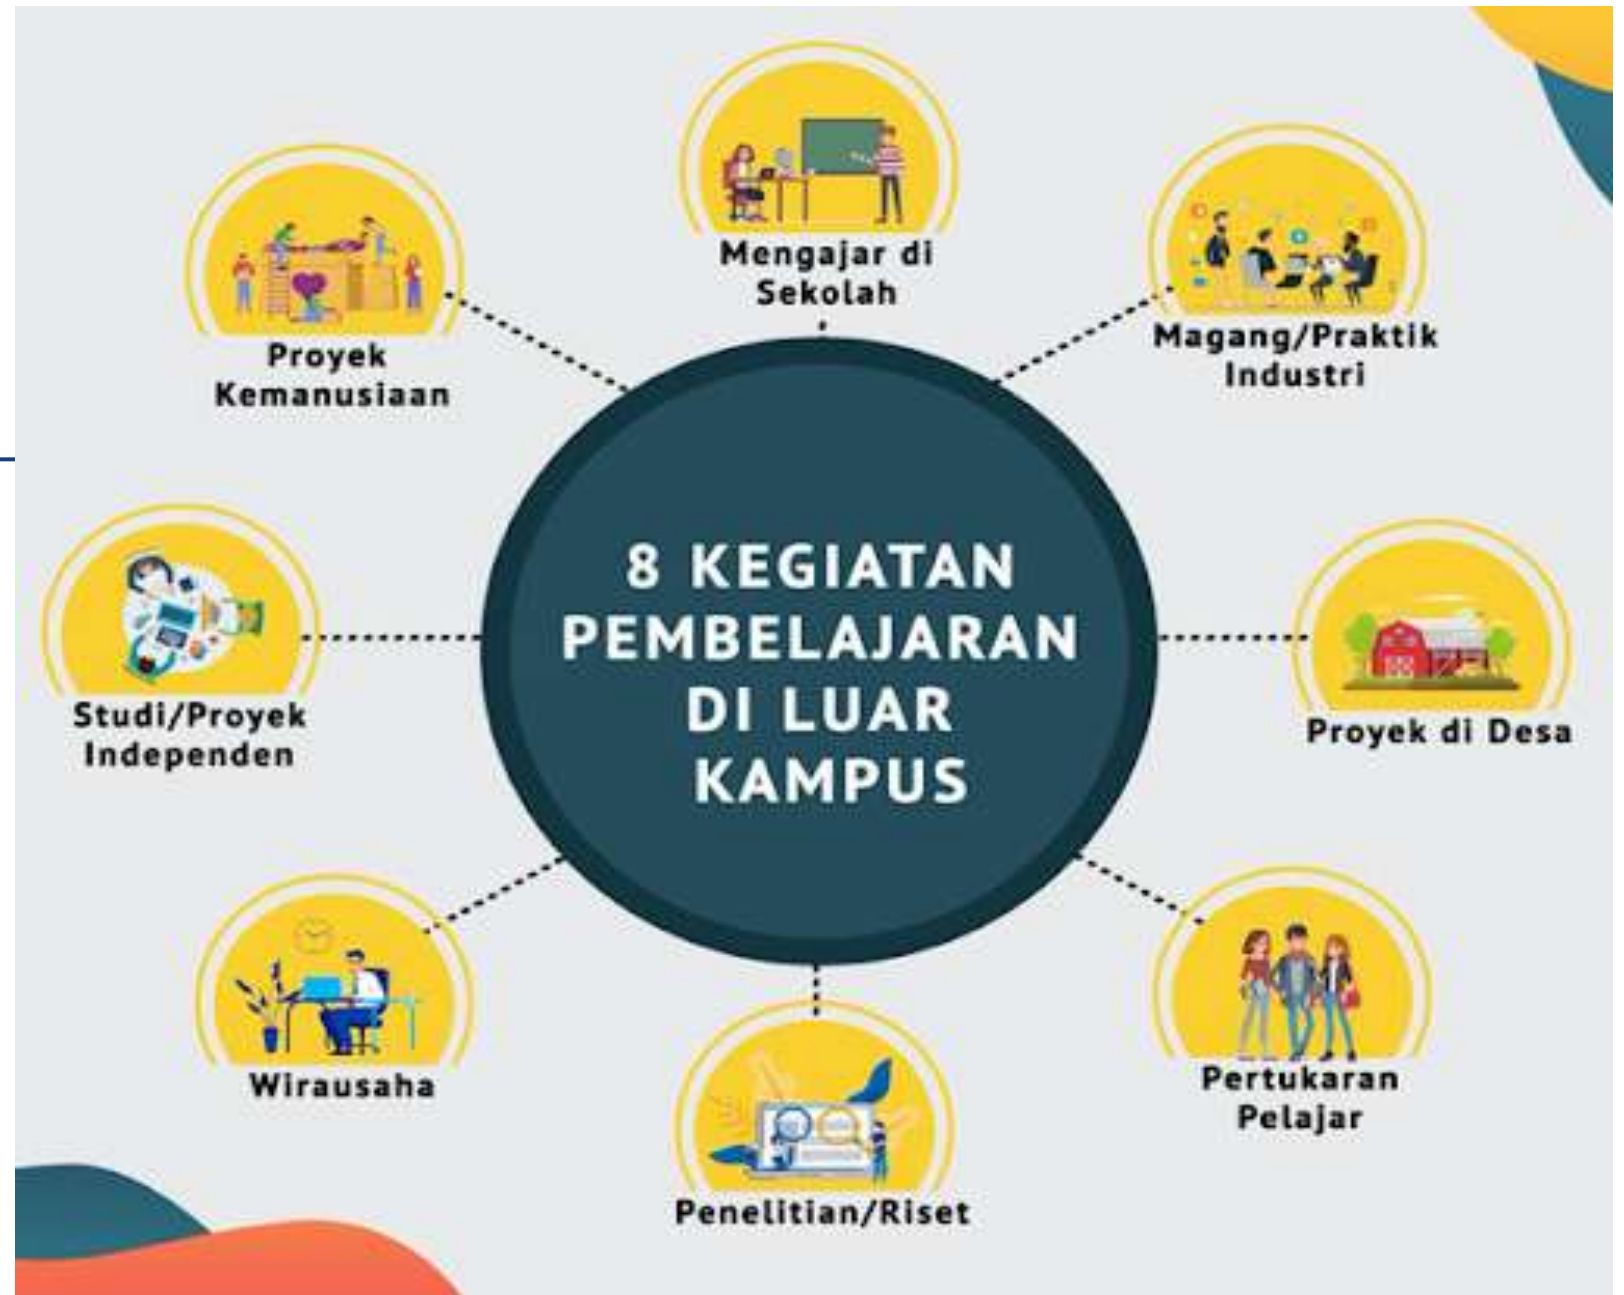 Mengajar di
Sekolah
Magang/Praktik
Industri
Proyek di Desa
Pertukaran
Pelajar
Penelitian/Riset
Wirausaha
Studi/Proyek
Independen
Proyek
Kemanusiaan
8 KEGIATAN
PEMBELAJARAN
DI LUAR
KAMPUS